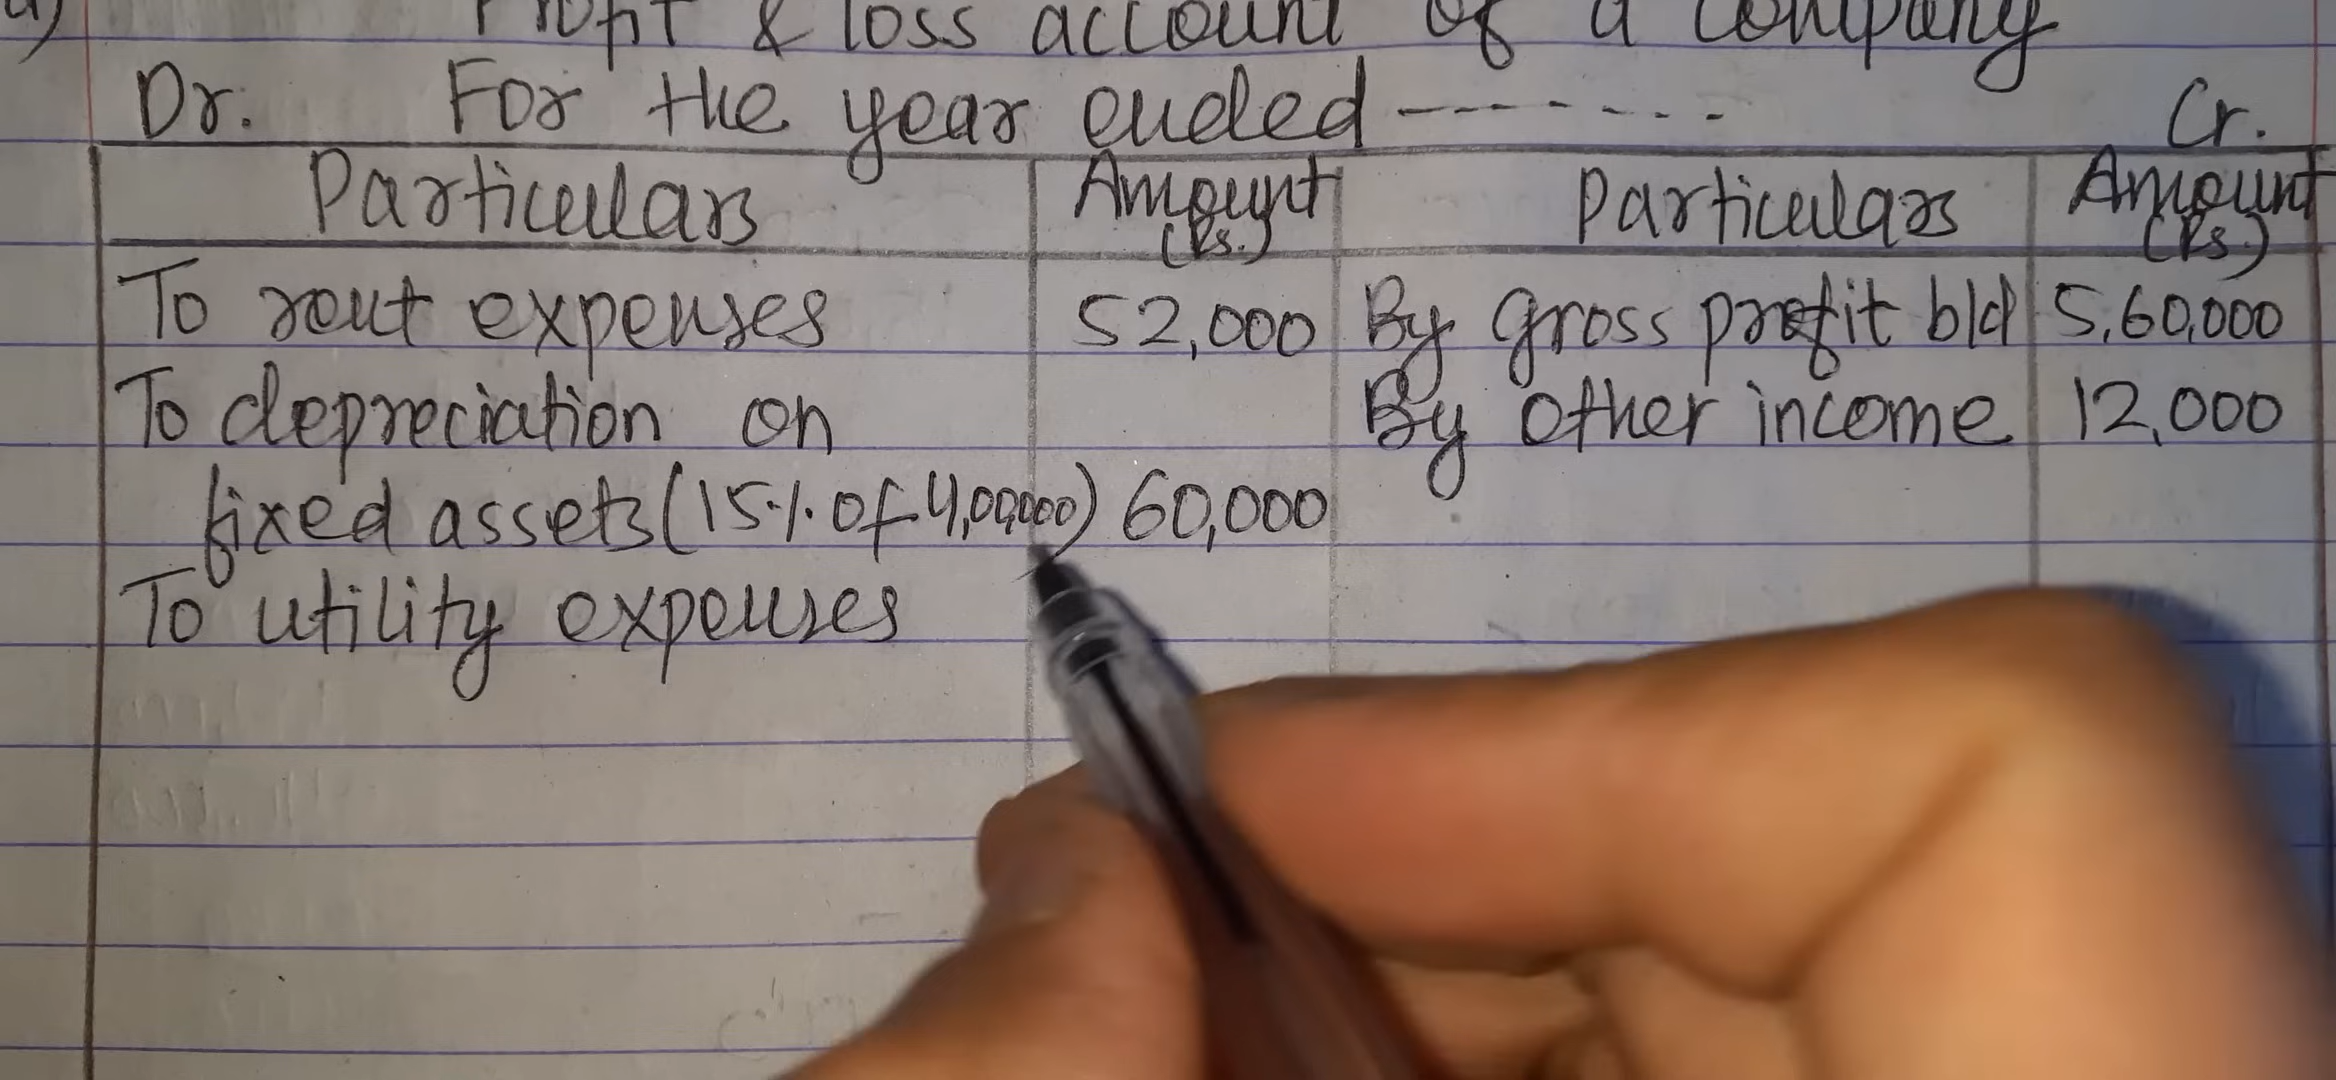 a) Profit & loss account of a company
Dr. For the year ended -------- Cr.
Particulars Amount (Rs.) Particulars Amount (Rs.)
To rent expenses 52,000 By gross profit b/d 5,60,000
To depreciation on By other income 12,000
fixed assets (15% of 4,00,000) 60,000
To utility expenses